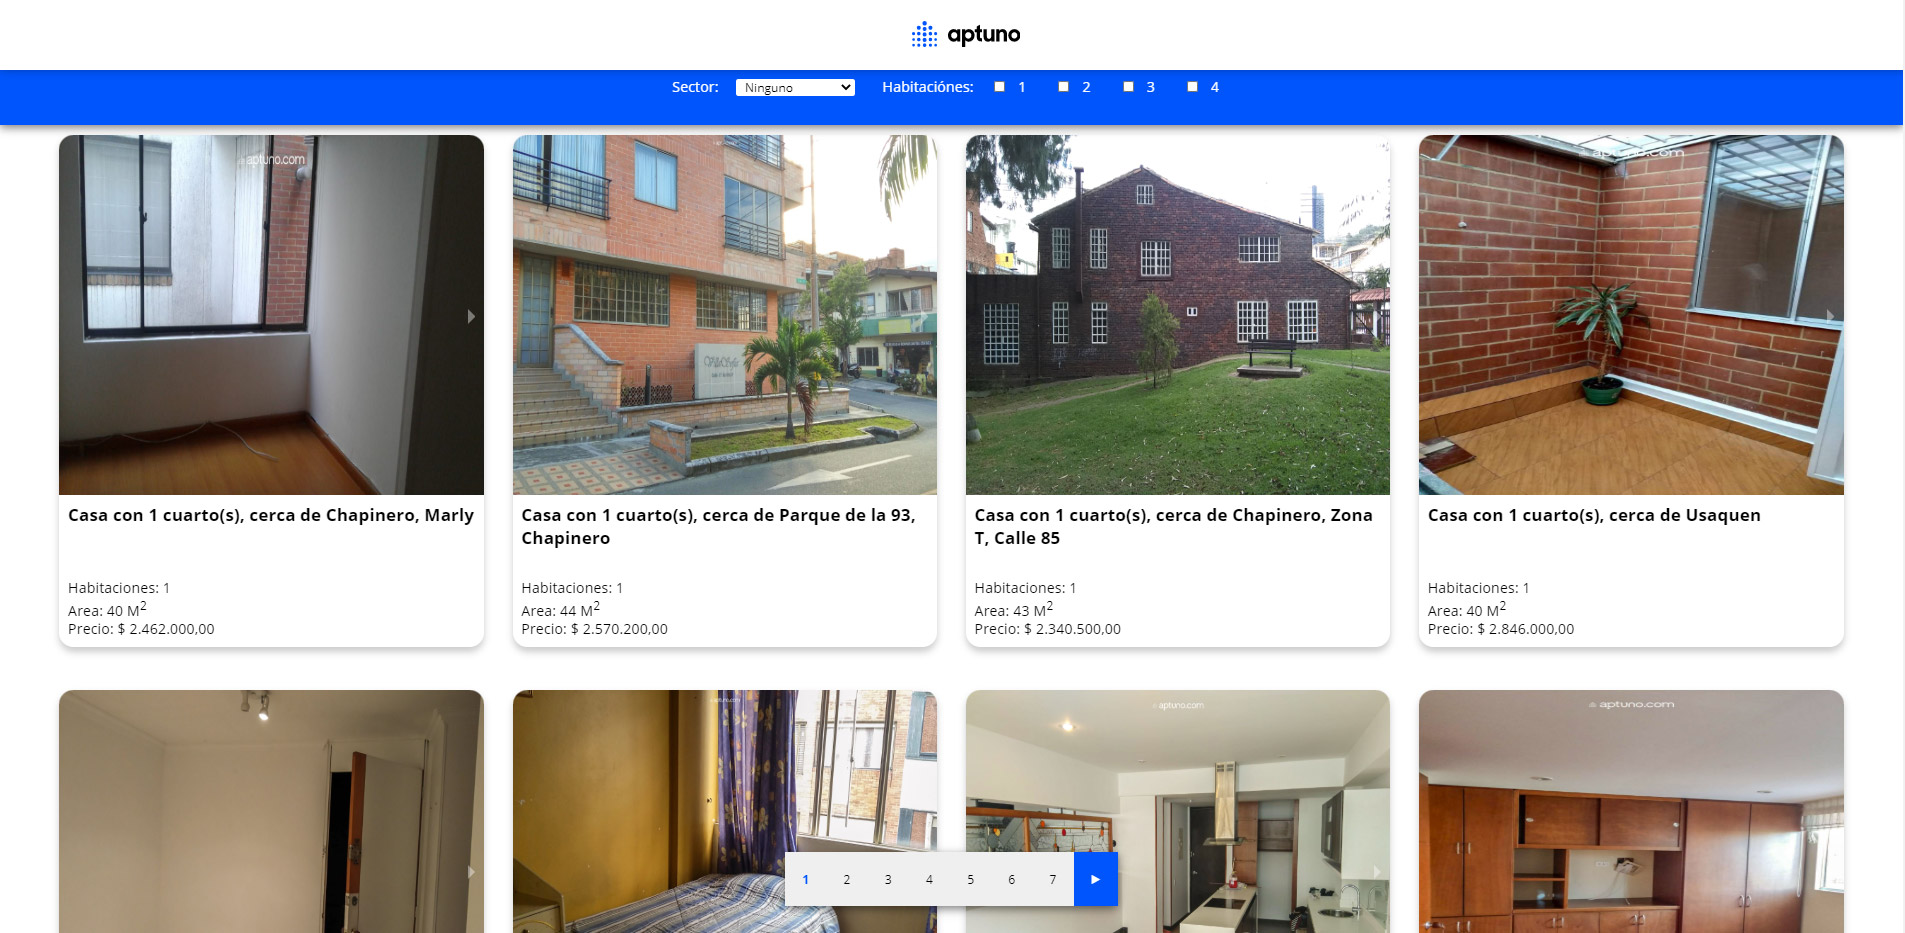 aptuno
Sector: Ninguno Habitaciónes: 1 2 3 4
aptuno.com
aptuno.com
Casa con 1 cuarto(s), cerca de Chapinero, Marly
Habitaciones: 1
Area: 40 M2
Precio: $ 2.462.000,00
Casa con 1 cuarto(s), cerca de Parque de la 93,
Chapinero
Habitaciones: 1
Area: 44 M2
Precio: $ 2.570.200,00
Casa con 1 cuarto(s), cerca de Chapinero, Zona
T, Calle 85
Habitaciones: 1
Area: 43 M2
Precio: $ 2.340.500,00
Casa con 1 cuarto(s), cerca de Usaquen
Habitaciones: 1
Area: 40 M2
Precio: $ 2.846.000,00
aptuno.com
aptuno.com
aptuno.com
1 2 3 4 5 6 7 ►